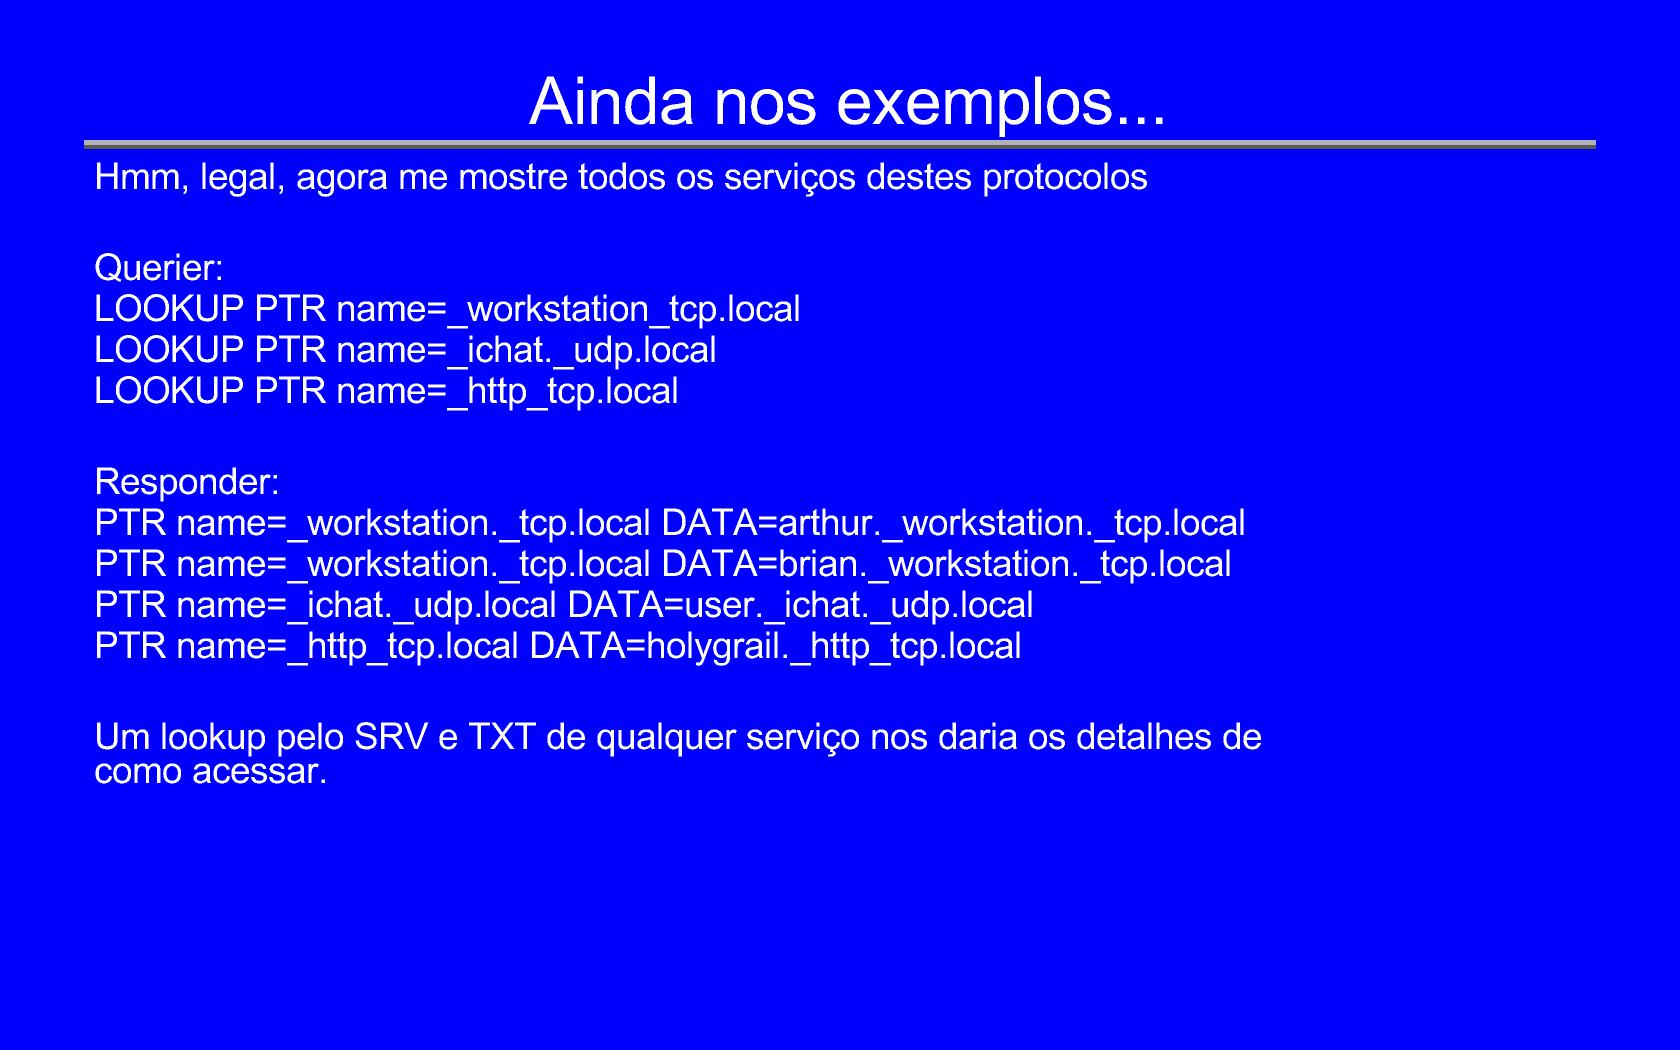 Ainda nos exemplos...
Hmm, legal, agora me mostre todos os serviços destes protocolos
Querier:
LOOKUP PTR name=_workstation_tcp.local
LOOKUP PTR name=_ichat._udp.local
LOOKUP PTR name=_http_tcp.local
Responder:
PTR name=_workstation._tcp.local DATA=arthur._workstation._tcp.local
PTR name=_workstation._tcp.local DATA=brian._workstation._tcp.local
PTR name=_ichat._udp.local DATA=user._ichat._udp.local
PTR name=_http_tcp.local DATA=holygrail._http_tcp.local
Um lookup pelo SRV e TXT de qualquer serviço nos daria os detalhes de
como acessar.